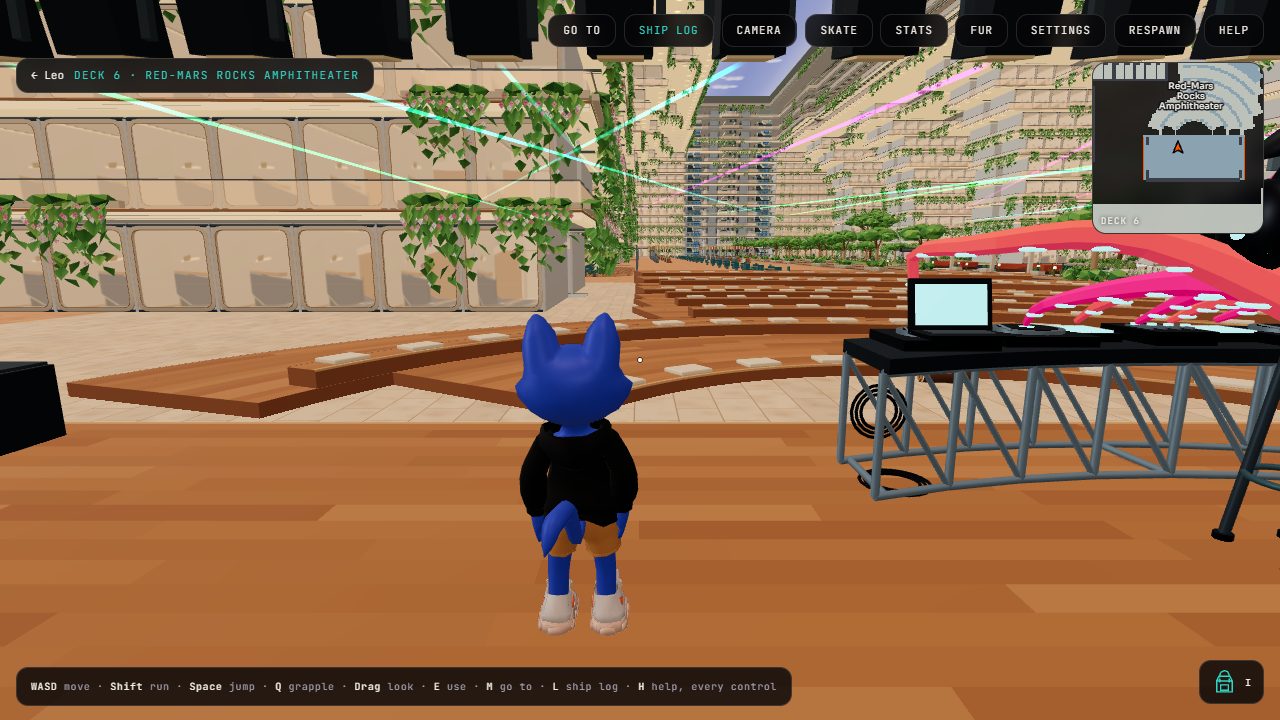 GO TO
SHIP LOG
CAMERA
SKATE
STATS
FUR
SETTINGS
RESPAWN
HELP
← Leo DECK 6 · RED-MARS ROCKS AMPHITHEATER
Red-Mars
Rocks
Amphitheater
DECK 6
WASD move · Shift run · Space jump · Q grapple · Drag look · E use · M go to · L ship log · H help, every control
I